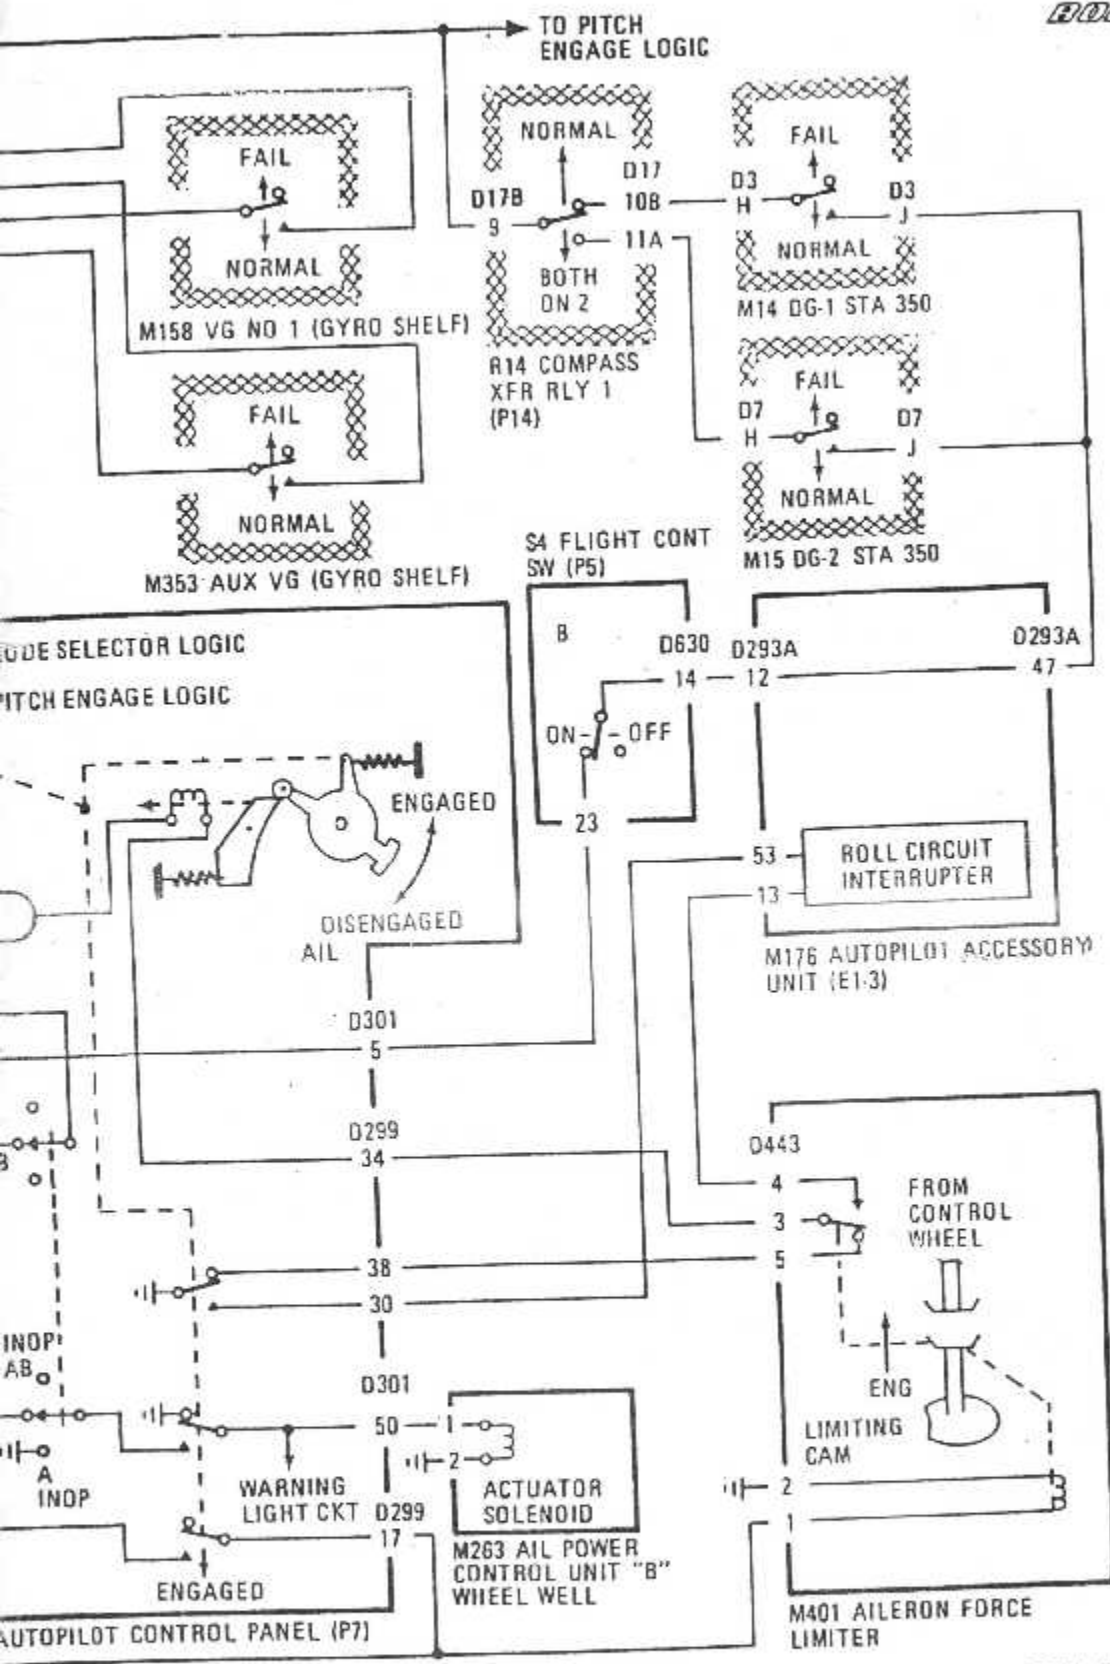 TO PITCH
ENGAGE LOGIC
FAIL
NORMAL
M158 VG NO 1 (GYRO SHELF)
NORMAL
D17
D17B
10B
9
11A
BOTH
ON 2
R14 COMPASS
XFR RLY 1
(P14)
FAIL
D3
H
D3
J
NORMAL
M14 DG-1 STA 350
FAIL
D7
H
D7
J
NORMAL
M15 DG-2 STA 350
FAIL
NORMAL
M353 AUX VG (GYRO SHELF)
S4 FLIGHT CONT
SW (P5)
B
D630
14
D293A
12
D293A
47
ON
OFF
23
ODE SELECTOR LOGIC
PITCH ENGAGE LOGIC
ENGAGED
DISENGAGED
AIL
53
13
ROLL CIRCUIT
INTERRUPTER
M176 AUTOPILOT ACCESSORY
UNIT (E1-3)
D301
5
D299
34
38
30
D443
4
3
5
FROM
CONTROL
WHEEL
ENG
LIMITING
CAM
2
1
M401 AILERON FORCE
LIMITER
B
INOP
AB
A
INOP
D301
50
1
2
ACTUATOR
SOLENOID
M263 AIL POWER
CONTROL UNIT "B"
WHEEL WELL
WARNING
LIGHT CKT
D299
17
ENGAGED
AUTOPILOT CONTROL PANEL (P7)